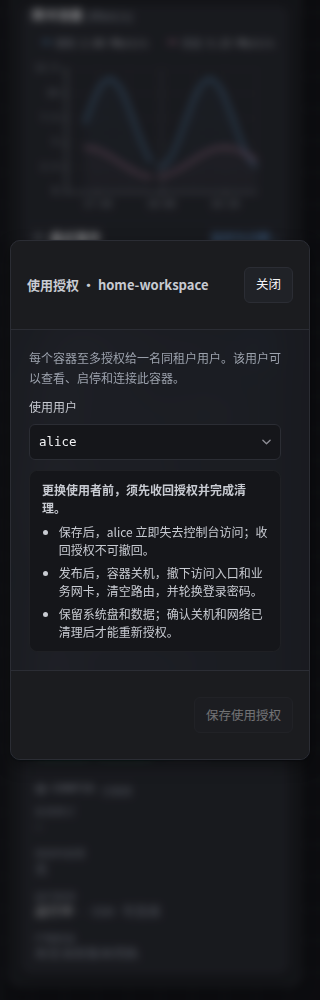 使用授权 · home-workspace
关闭
每个容器至多授权给一名同租户用户。该用户可
以查看、启停和连接此容器。
使用用户
alice
更换使用者前，须先收回授权并完成清
理。
保存后，alice 立即失去控制台访问；收
回授权不可撤回。
发布后，容器关机，撤下访问入口和业
务网卡，清空路由，并轮换登录密码。
保留系统盘和数据；确认关机和网络已
清理后才能重新授权。
保存使用授权